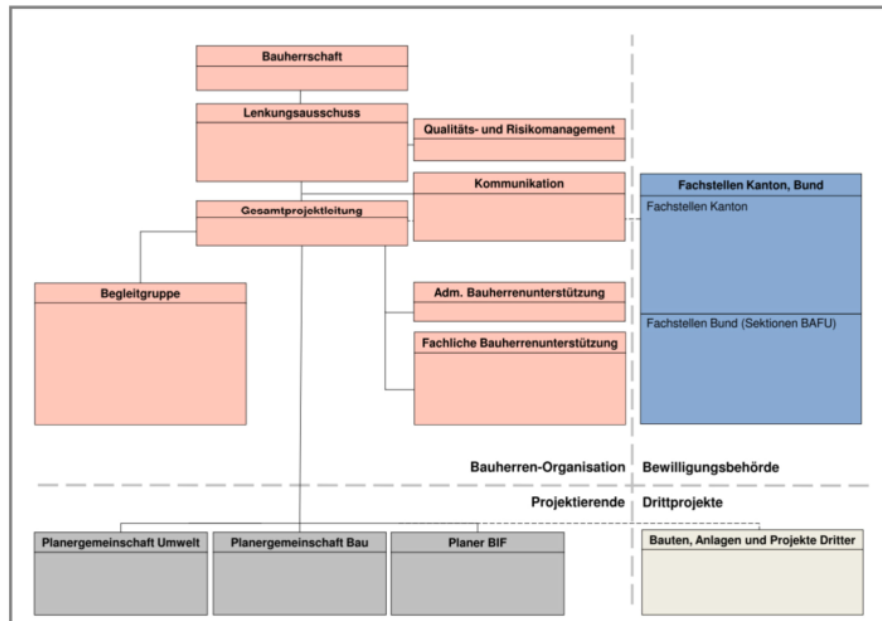 Bauherrschaft
Lenkungsausschuss
Qualitäts- und Risikomanagement
Kommunikation
Fachstellen Kanton, Bund
Fachstellen Kanton
Gesamtprojektleitung
Begleitgruppe
Adm. Bauherrenunterstützung
Fachstellen Bund (Sektionen BAFU)
Fachliche Bauherrenunterstützung
Bauherren-Organisation
Bewilligungsbehörde
Projektierende
Drittprojekte
Planergemeinschaft Umwelt
Planergemeinschaft Bau
Planer BIF
Bauten, Anlagen und Projekte Dritter